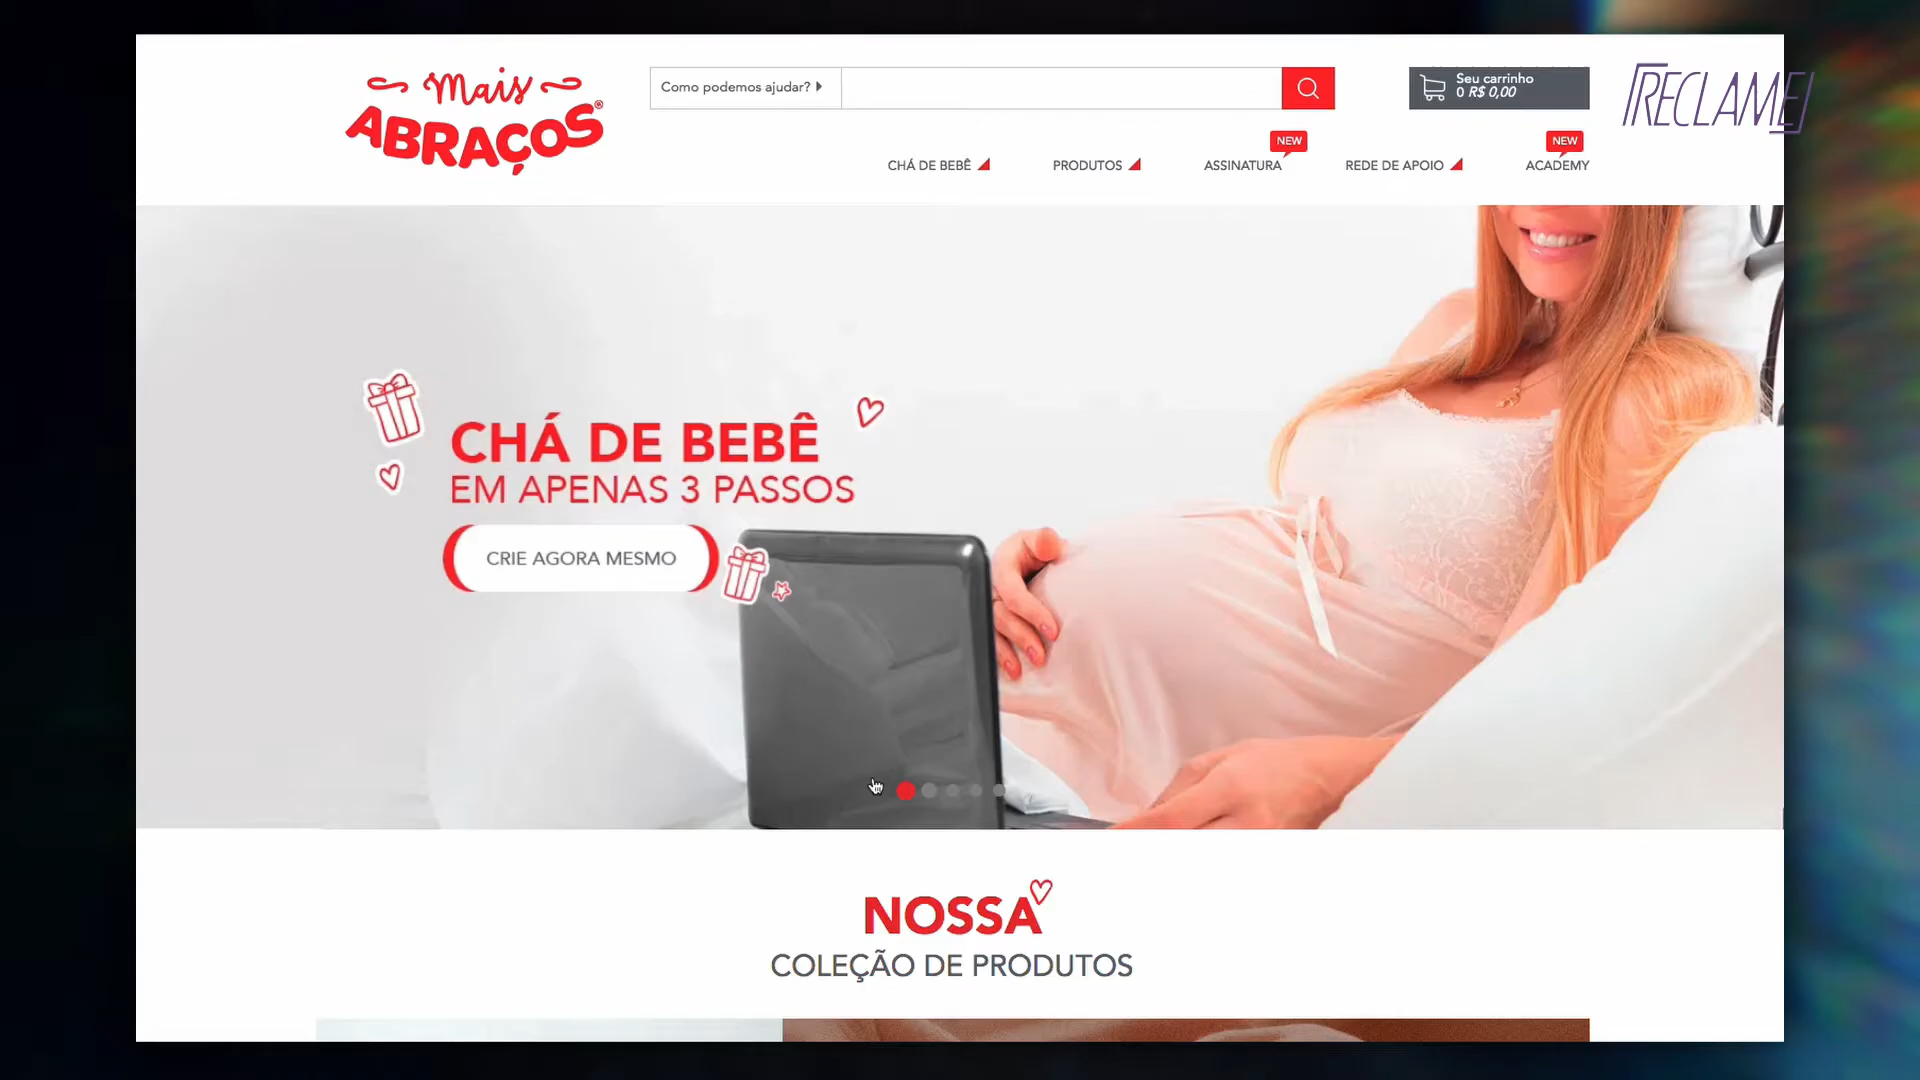 Mais
ABRAÇOS®
Como podemos ajudar?
Seu carrinho
0 R$ 0,00
RECLAME
NEW
NEW
CHÁ DE BEBÊ
PRODUTOS
ASSINATURA
REDE DE APOIO
ACADEMY
CHÁ DE BEBÊ
EM APENAS 3 PASSOS
CRIE AGORA MESMO
NOSSA
COLEÇÃO DE PRODUTOS